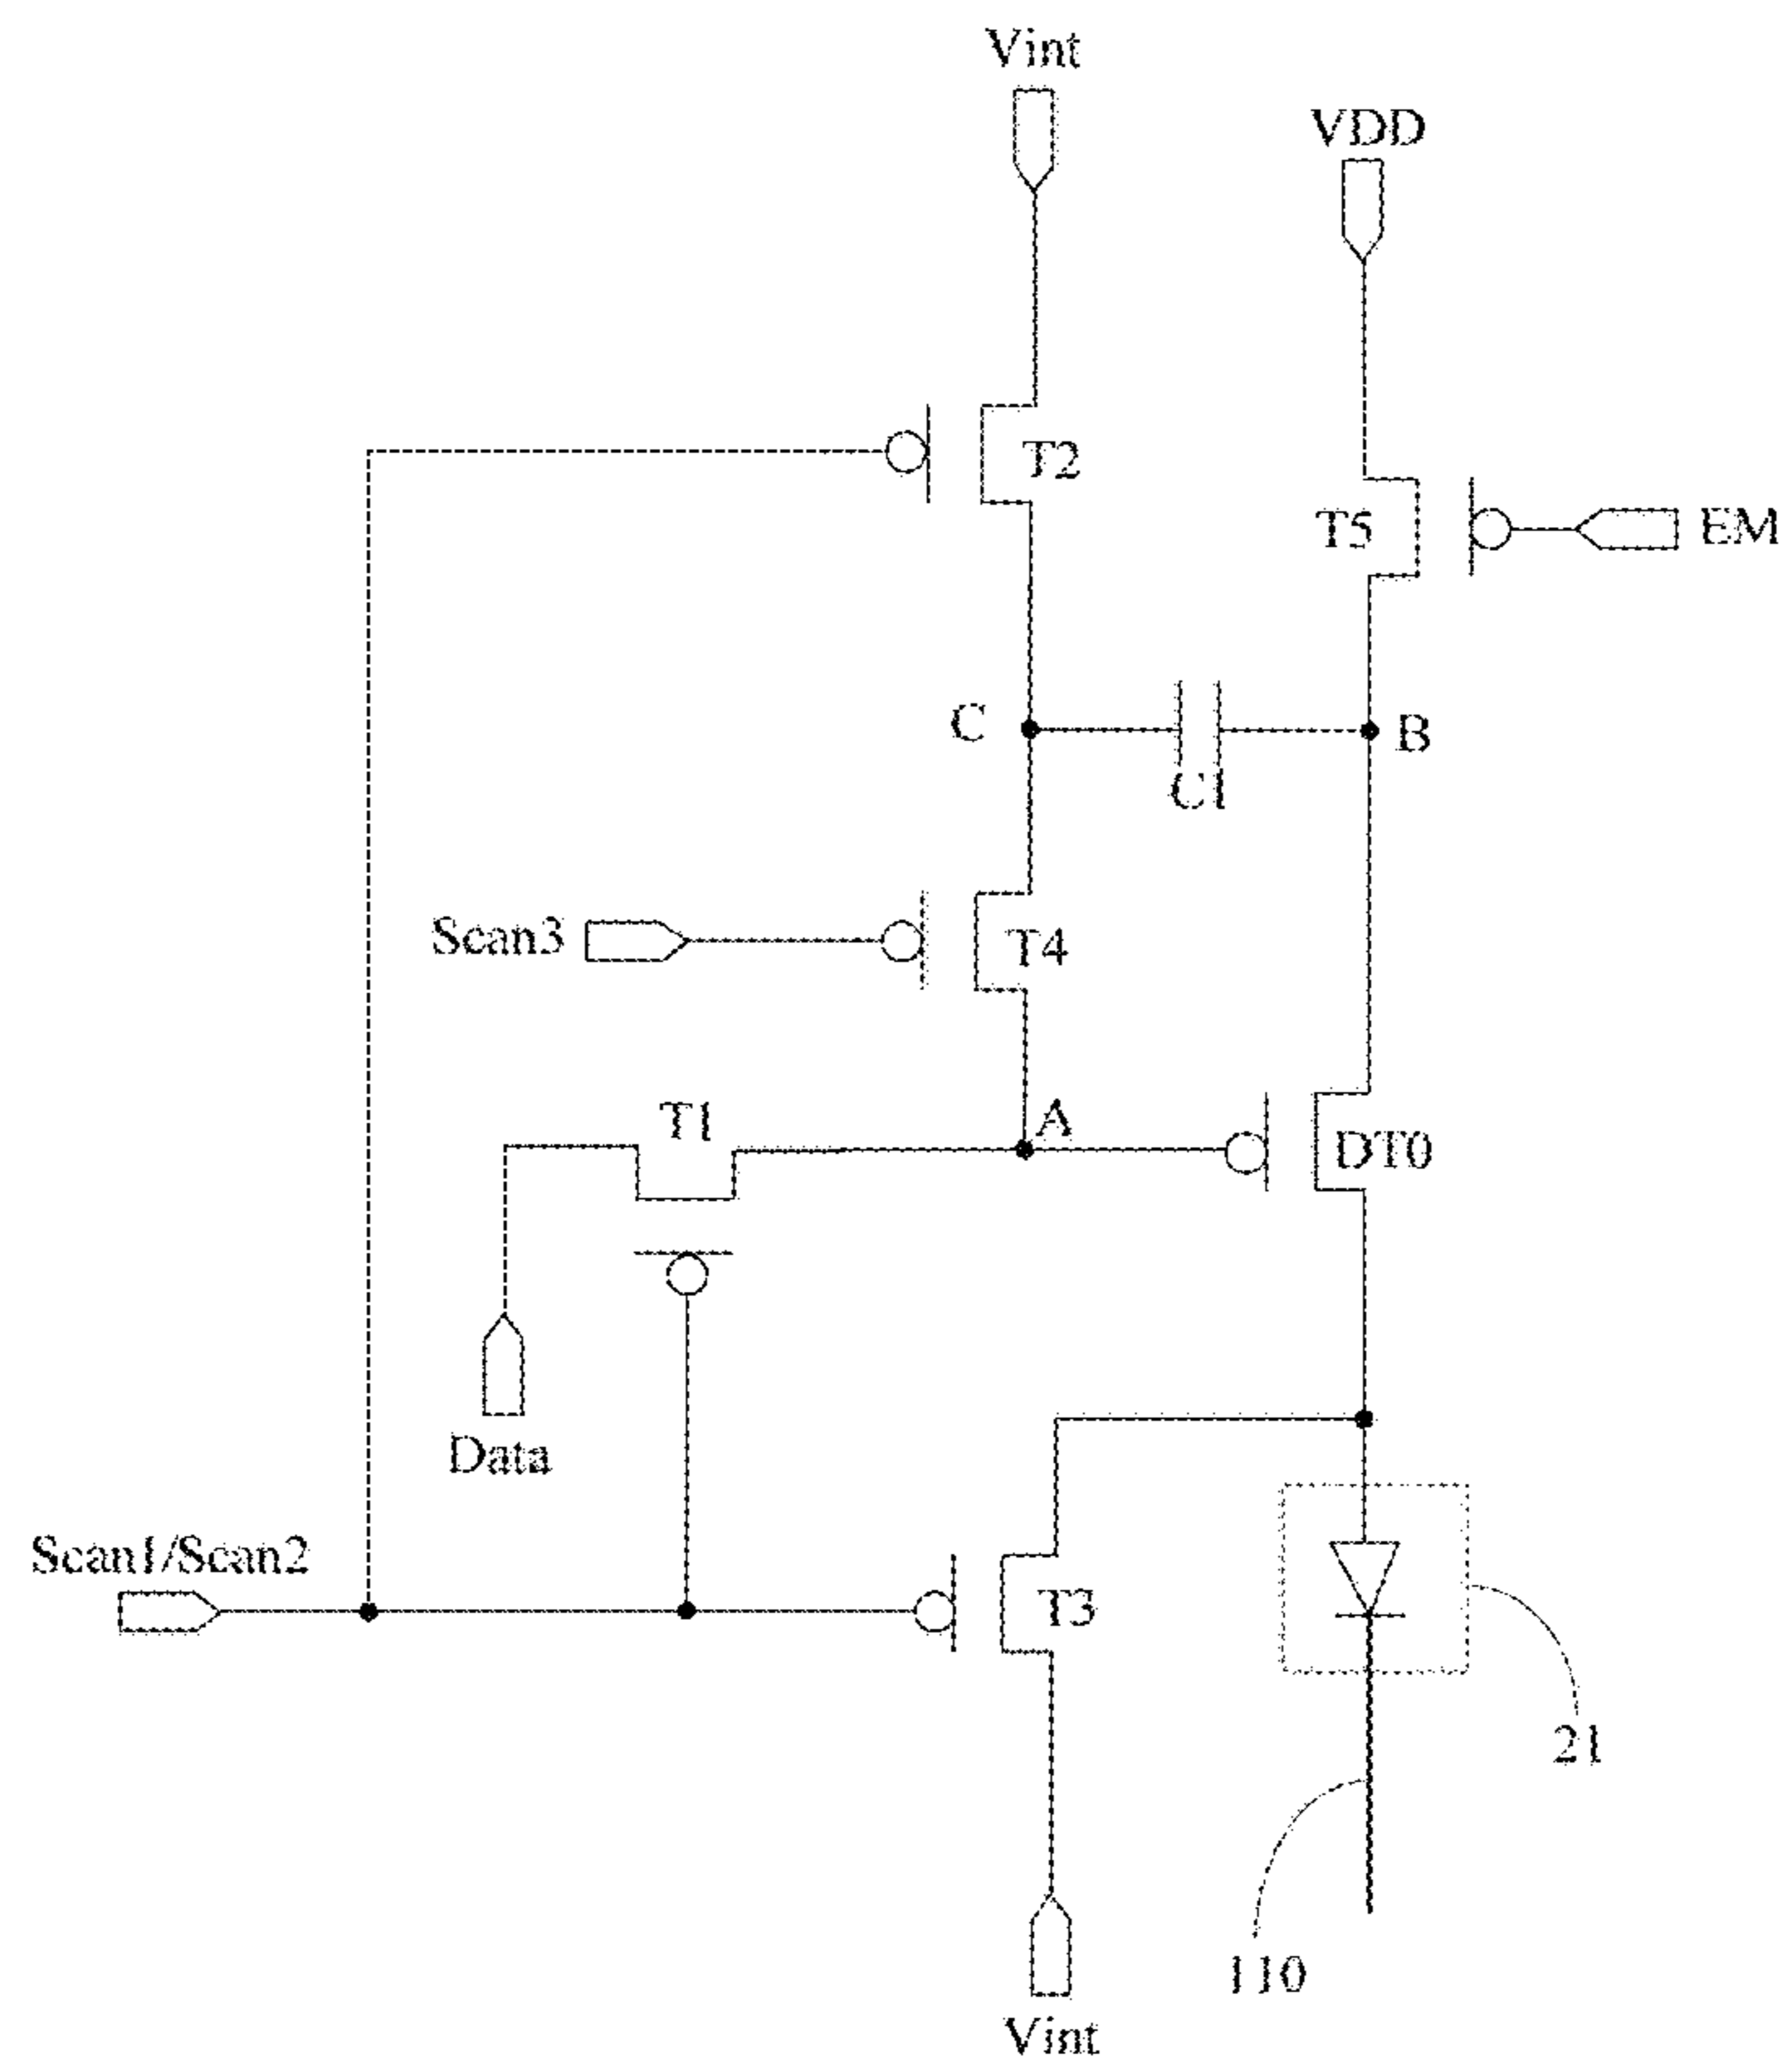 Vint
VDD
T2
T5
EM
C
B
C1
Scan3
T4
T1
A
DT0
Data
Scan1/Scan2
T3
21
110
Vint